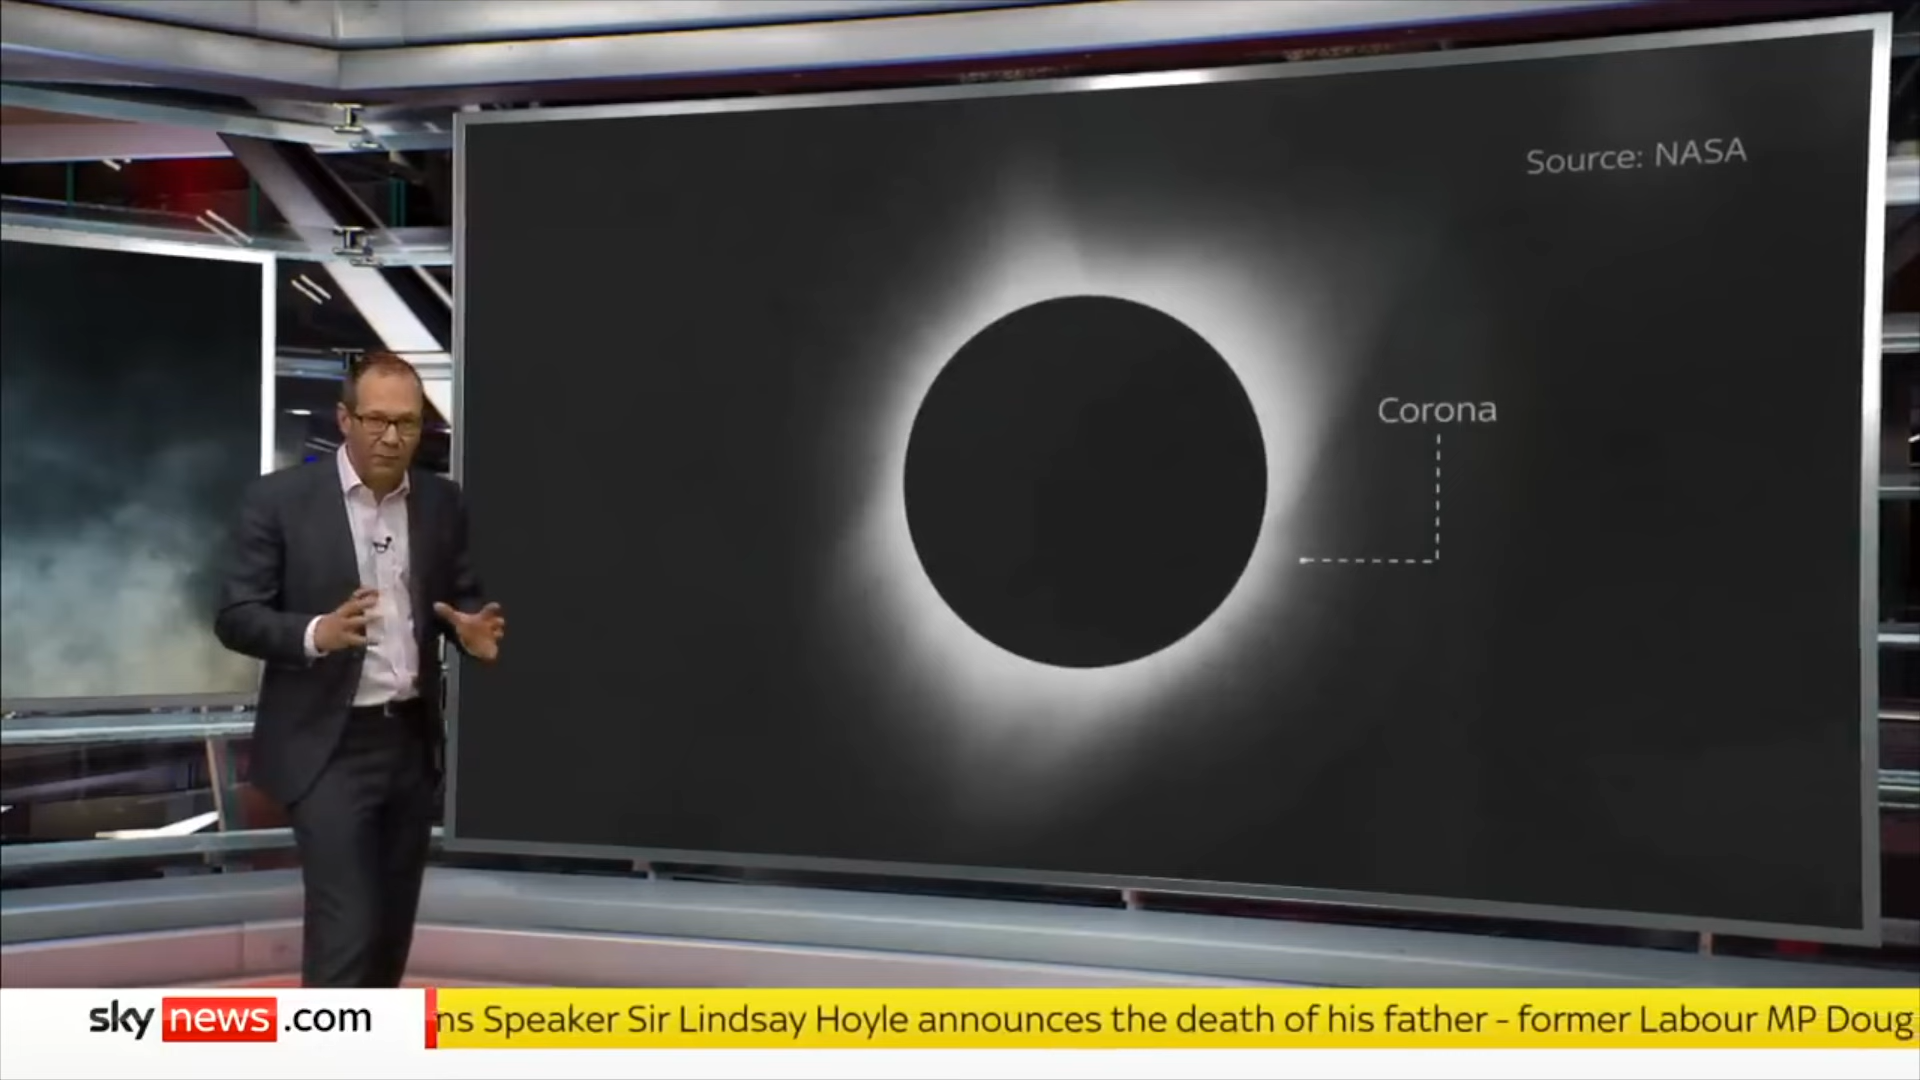 Source: NASA
Corona
sky news .com
ns Speaker Sir Lindsay Hoyle announces the death of his father - former Labour MP Doug